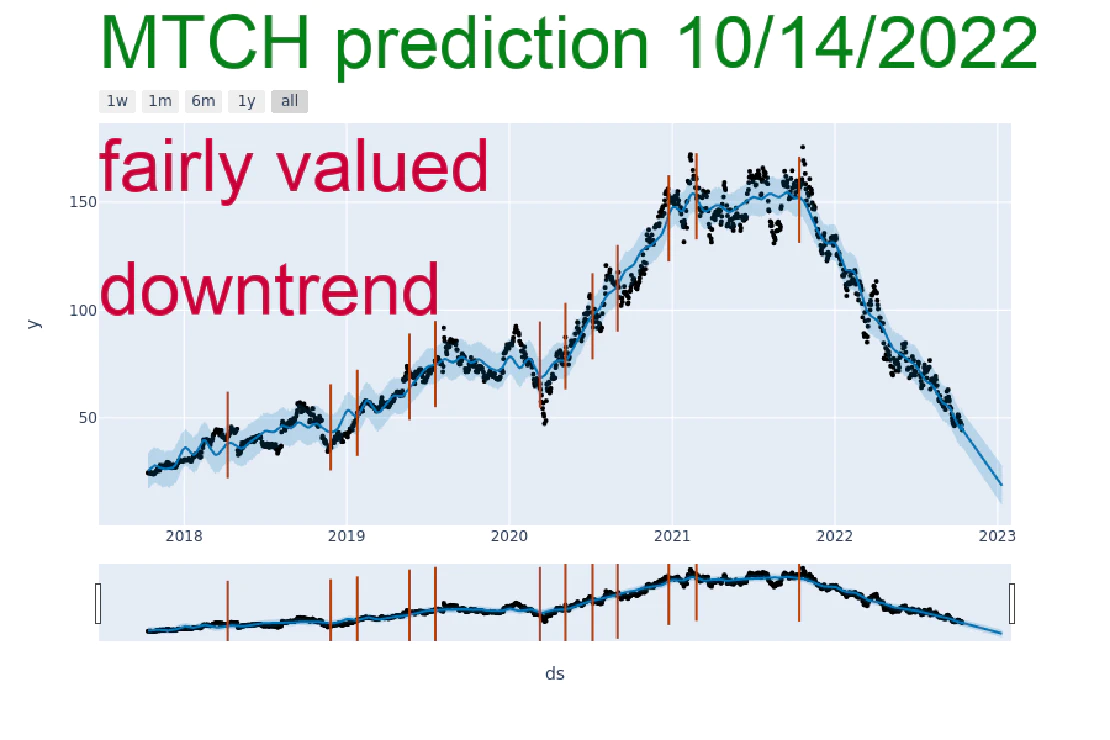 MTCH prediction 10/14/2022
1w 1m 6m 1y all
fairly valued
150
downtrend
100
y
50
2018 2019 2020 2021 2022 2023
ds